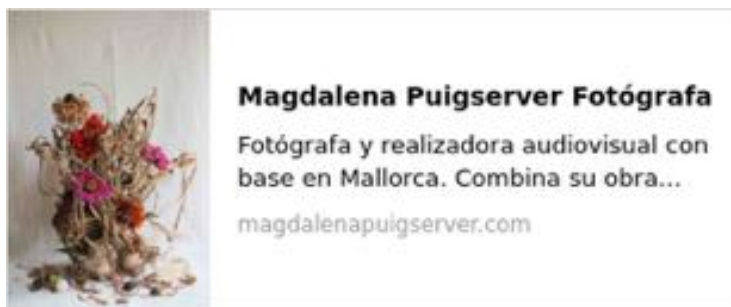 Magdalena Puigserver Fotógrafa
Fotógrafa y realizadora audiovisual con
base en Mallorca. Combina su obra...
magdalenapuigserver.com